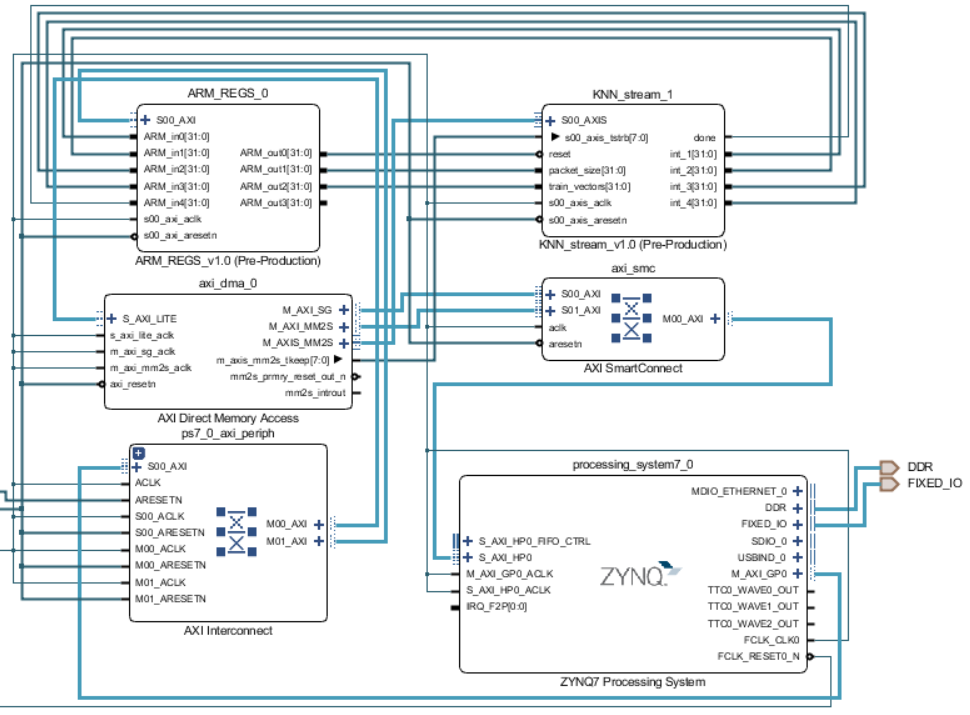 ARM_REGS_0
S00_AXI
ARM_in0[31:0]
ARM_in1[31:0]
ARM_in2[31:0]
ARM_in3[31:0]
ARM_in4[31:0]
s00_axi_aclk
s00_axi_aresetn
ARM_out0[31:0]
ARM_out1[31:0]
ARM_out2[31:0]
ARM_out3[31:0]
ARM_REGS_v1.0 (Pre-Production)
KNN_stream_1
S00_AXIS
s00_axis_tstrb[7:0]
reset
packet_size[31:0]
train_vectors[31:0]
s00_axis_aclk
s00_axis_aresetn
done
int_1[31:0]
int_2[31:0]
int_3[31:0]
int_4[31:0]
KNN_stream_v1.0 (Pre-Production)
axi_dma_0
S_AXI_LITE
s_axi_lite_aclk
m_axi_sg_aclk
m_axi_mm2s_aclk
axi_resetn
M_AXI_SG
M_AXI_MM2S
M_AXIS_MM2S
m_axis_mm2s_tkeep[7:0]
mm2s_prmry_reset_out_n
mm2s_introut
AXI Direct Memory Access
axi_smc
S00_AXI
S01_AXI
aclk
aresetn
M00_AXI
AXI SmartConnect
ps7_0_axi_periph
S00_AXI
ACLK
ARESETN
S00_ACLK
S00_ARESETN
M00_ACLK
M00_ARESETN
M01_ACLK
M01_ARESETN
M00_AXI
M01_AXI
AXI Interconnect
processing_system7_0
S_AXI_HP0_FIFO_CTRL
S_AXI_HP0
M_AXI_GP0_ACLK
S_AXI_HP0_ACLK
IRQ_F2P[0:0]
ZYNQ
MDIO_ETHERNET_0
DDR
FIXED_IO
SDIO_0
USBIND_0
M_AXI_GP0
TTC0_WAVE0_OUT
TTC0_WAVE1_OUT
TTC0_WAVE2_OUT
FCLK_CLK0
FCLK_RESET0_N
ZYNQ7 Processing System
DDR
FIXED_IO